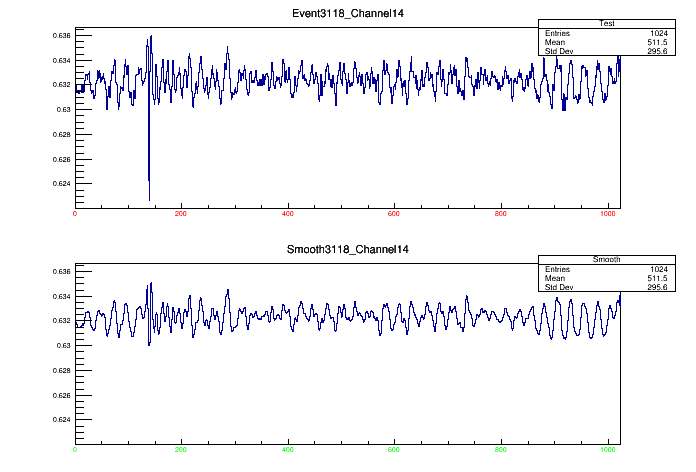 Event3118_Channel14
Test
Entries 1024
Mean 511.5
Std Dev 295.6
0.636
0.634
0.632
0.63
0.628
0.626
0.624
0 200 400 600 800 1000
Smooth3118_Channel14
Smooth
Entries 1024
Mean 511.5
Std Dev 295.6
0.636
0.634
0.632
0.63
0.628
0.626
0.624
0 200 400 600 800 1000